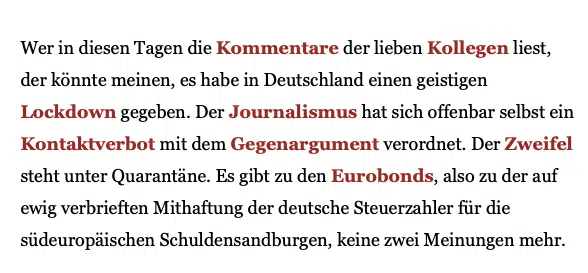 Wer in diesen Tagen die Kommentare der lieben Kollegen liest,
der könnte meinen, es habe in Deutschland einen geistigen
Lockdown gegeben. Der Journalismus hat sich offenbar selbst ein
Kontaktverbot mit dem Gegenargument verordnet. Der Zweifel
steht unter Quarantäne. Es gibt zu den Eurobonds, also zu der auf
ewig verbrieften Mithaftung der deutsche Steuerzahler für die
südeuropäischen Schuldensandburgen, keine zwei Meinungen mehr.